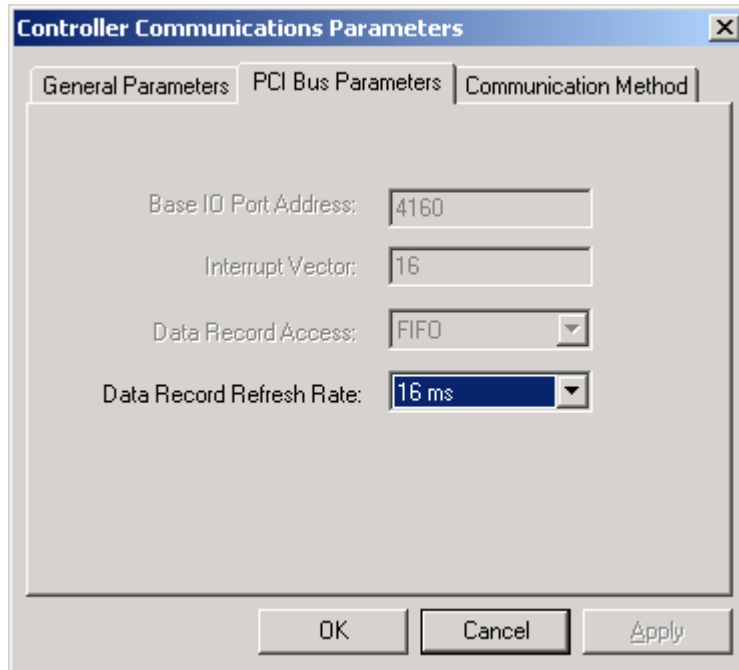 Controller Communications Parameters
General Parameters PCI Bus Parameters Communication Method
Base IO Port Address: 4160
Interrupt Vector: 16
Data Record Access: FIFO
Data Record Refresh Rate: 16 ms
OK Cancel Apply